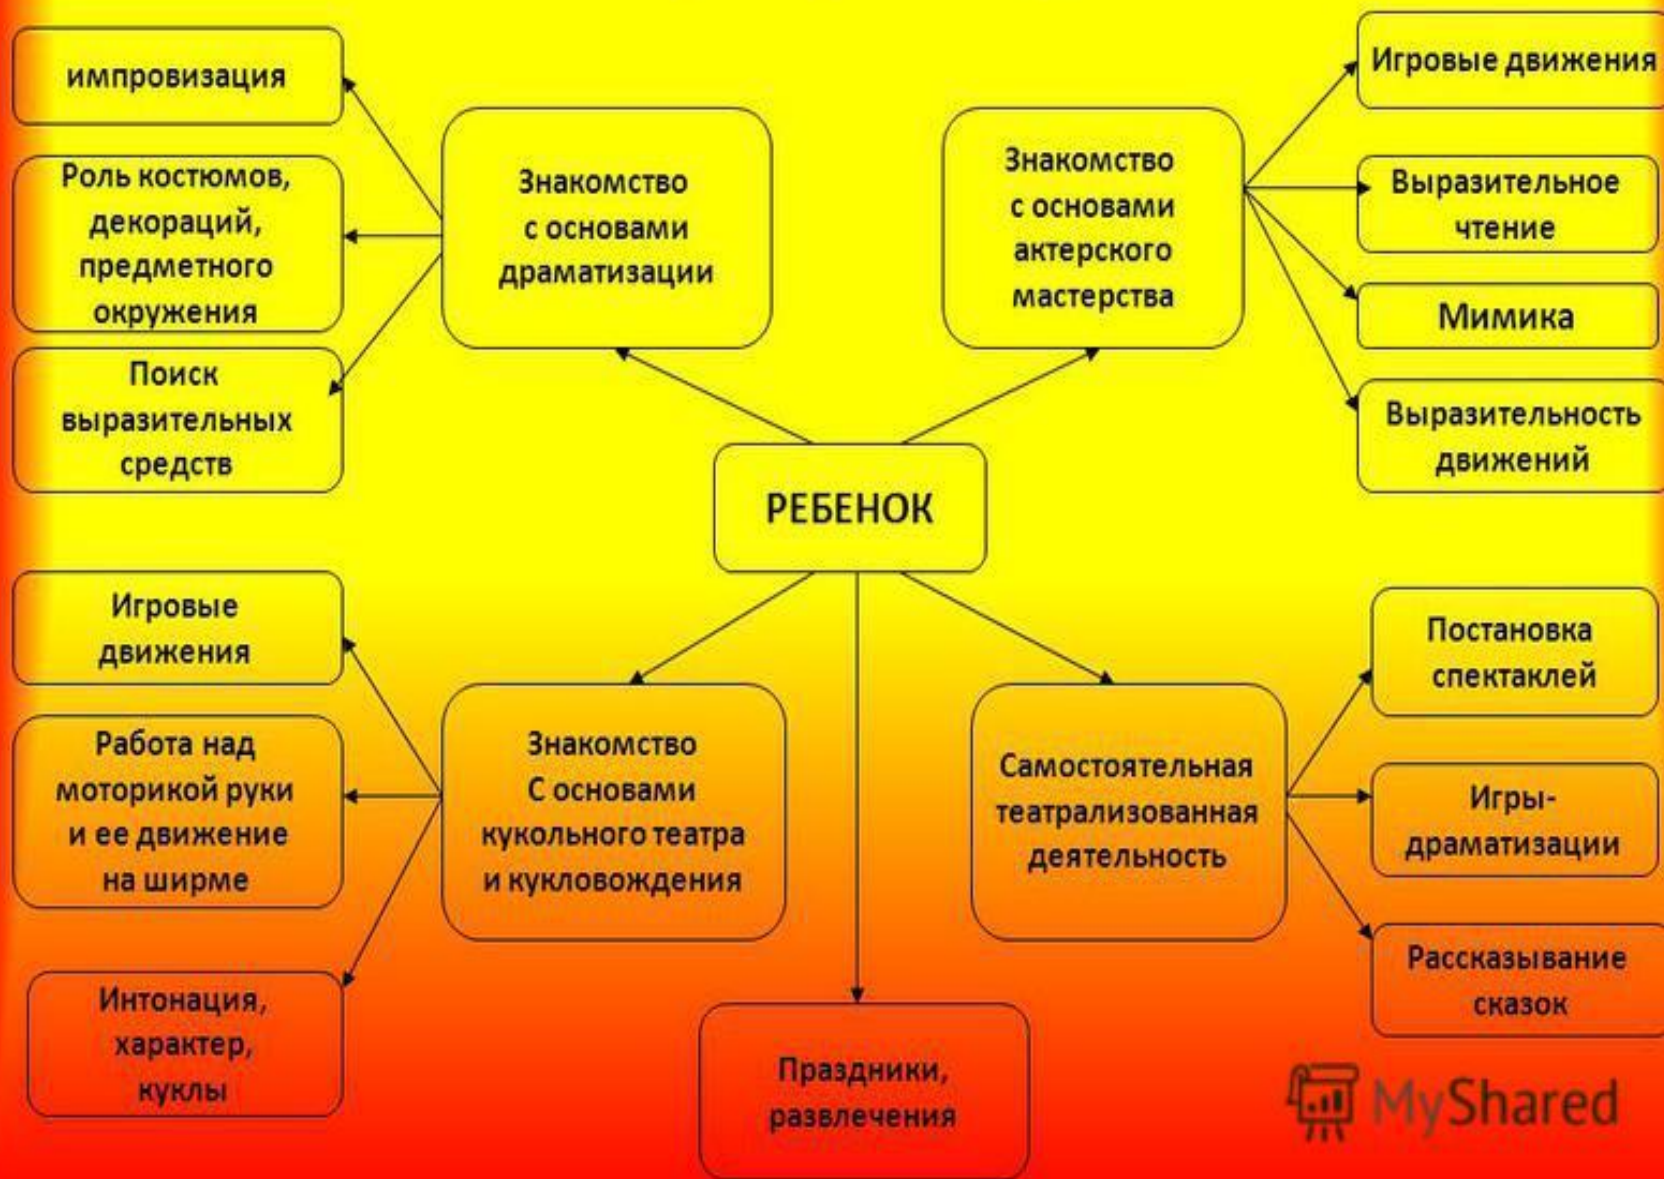 импровизация
Роль костюмов,
декораций,
предметного
окружения
Поиск
выразительных
средств
Знакомство
с основами
драматизации
Знакомство
с основами
актерского
мастерства
Игровые движения
Выразительное
чтение
Мимика
Выразительность
движений
РЕБЕНОК
Игровые
движения
Работа над
моторикой руки
и ее движение
на ширме
Интонация,
характер,
куклы
Знакомство
С основами
кукольного театра
и кукловождения
Праздники,
развлечения
Самостоятельная
театрализованная
деятельность
Постановка
спектаклей
Игры-
драматизации
Рассказывание
сказок
MyShared